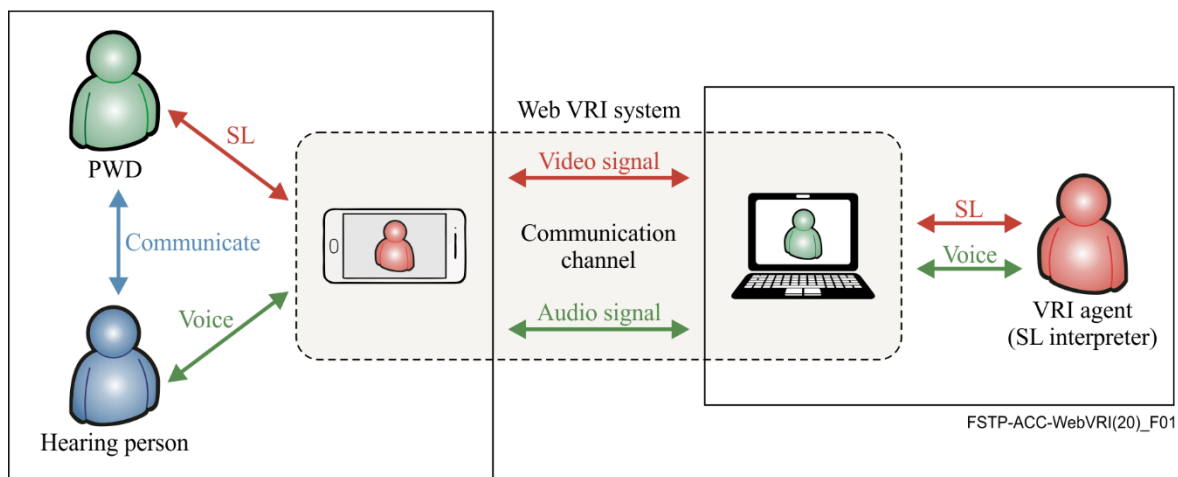 Web VRI system
SL
PWD
Video signal
Communicate
Communication
channel
SL
Voice
Voice
Audio signal
VRI agent
(SL interpreter)
Hearing person
FSTP-ACC-WebVRI(20)_F01